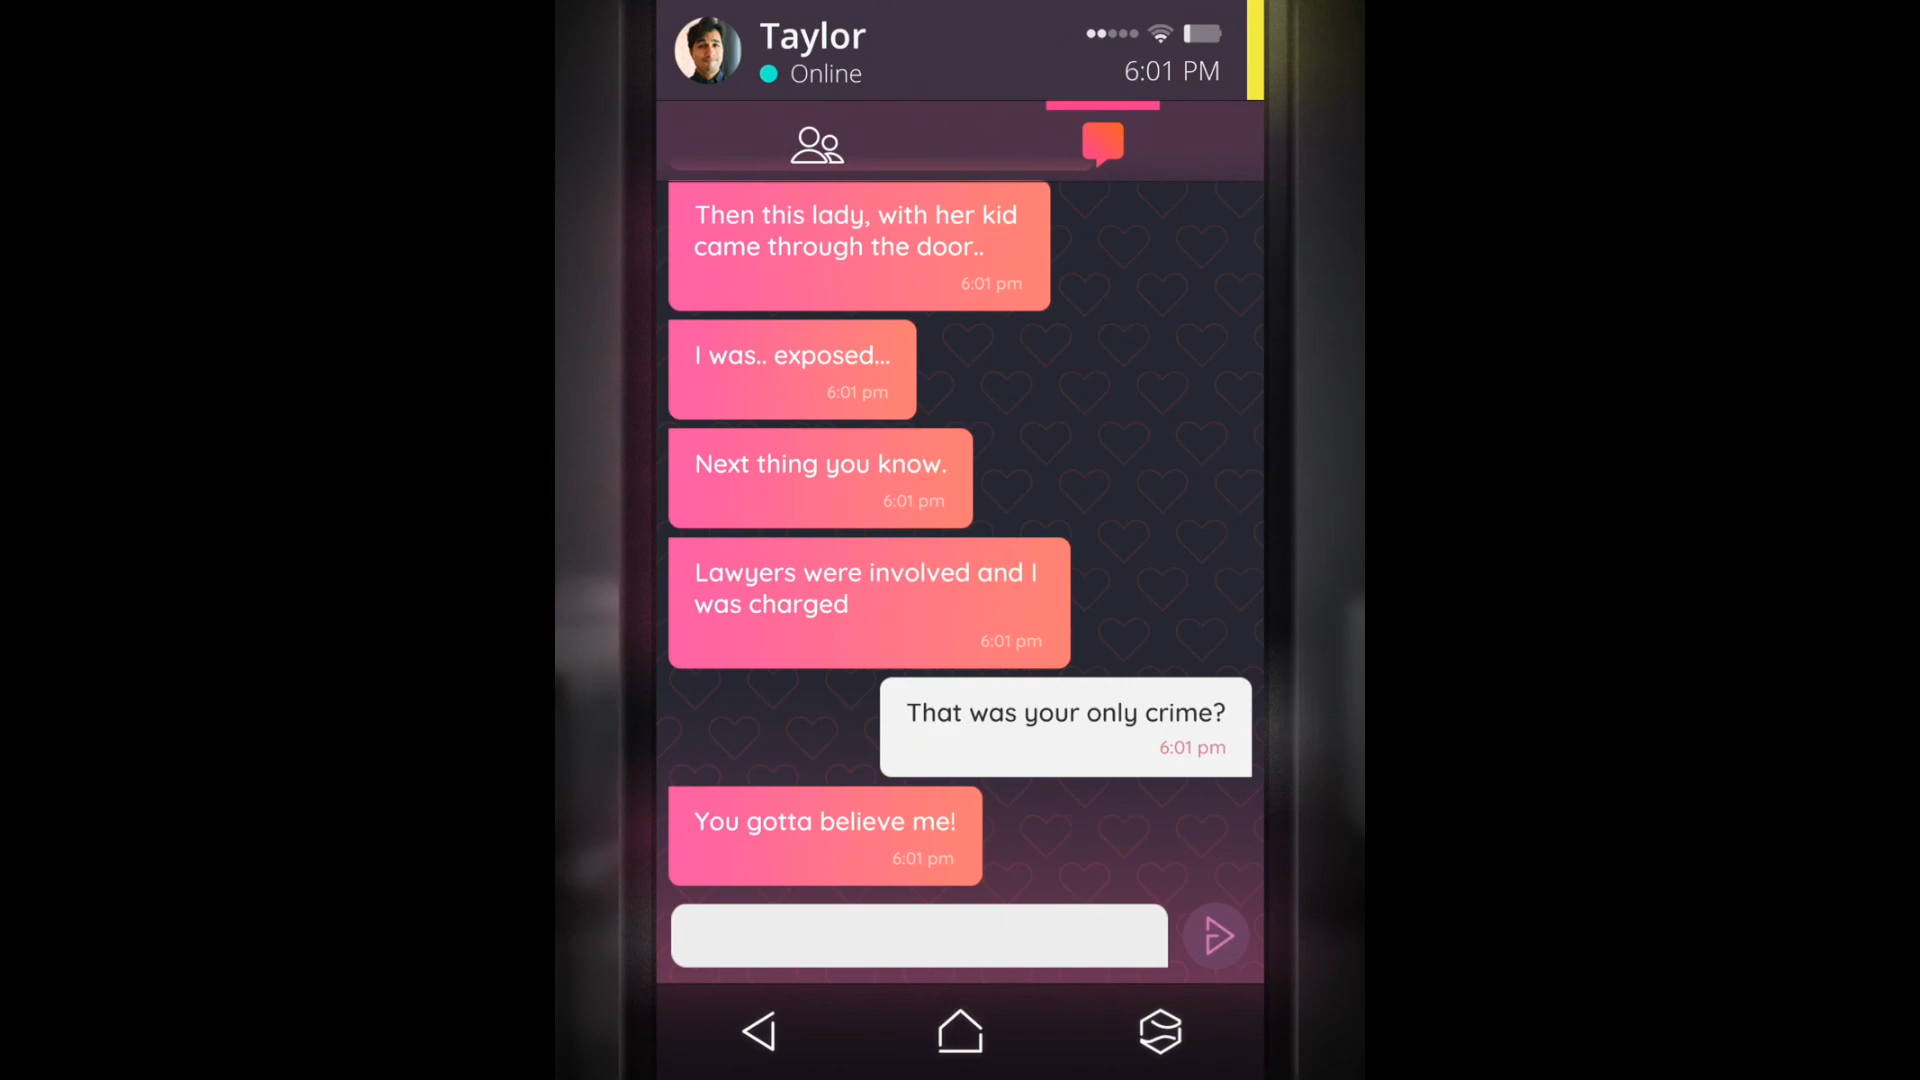 Taylor
Online
6:01 PM
Then this lady, with her kid
came through the door..
6:01 pm
I was.. exposed...
6:01 pm
Next thing you know.
6:01 pm
Lawyers were involved and I
was charged
6:01 pm
That was your only crime?
6:01 pm
You gotta believe me!
6:01 pm